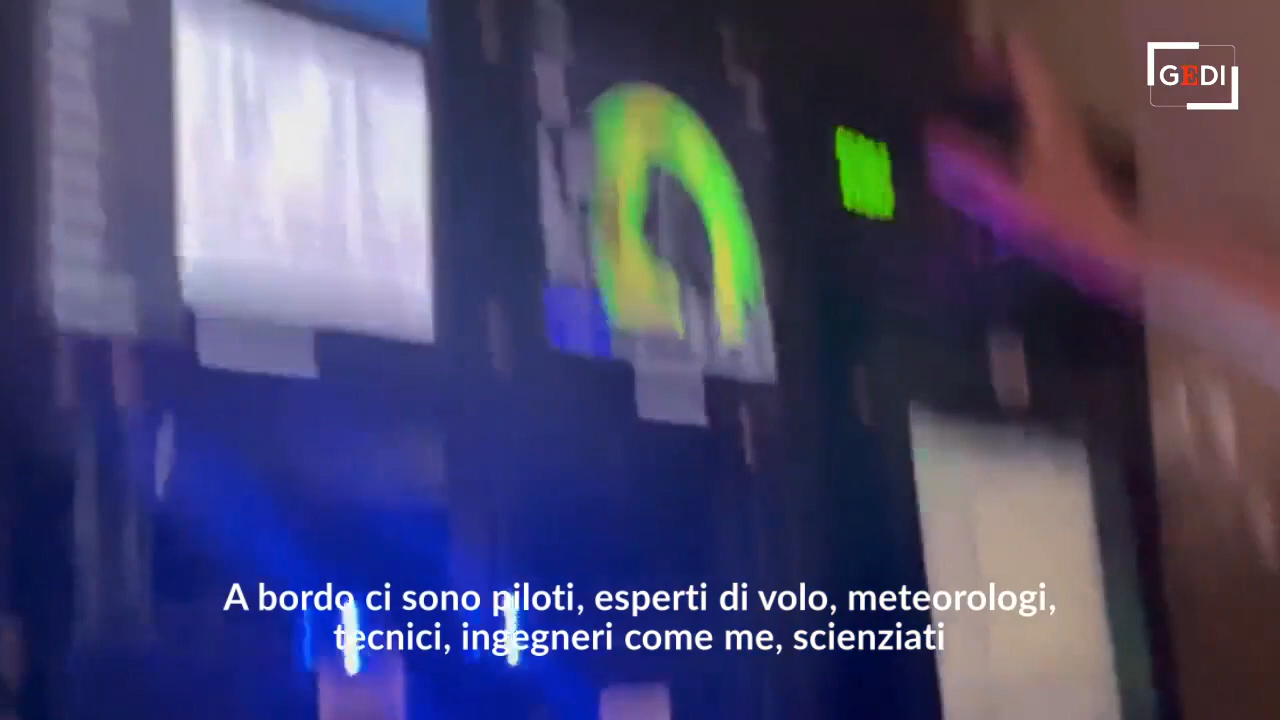 GEDI
A bordo ci sono piloti, esperti di volo, meteorologi,
tecnici, ingegneri come me, scienziati